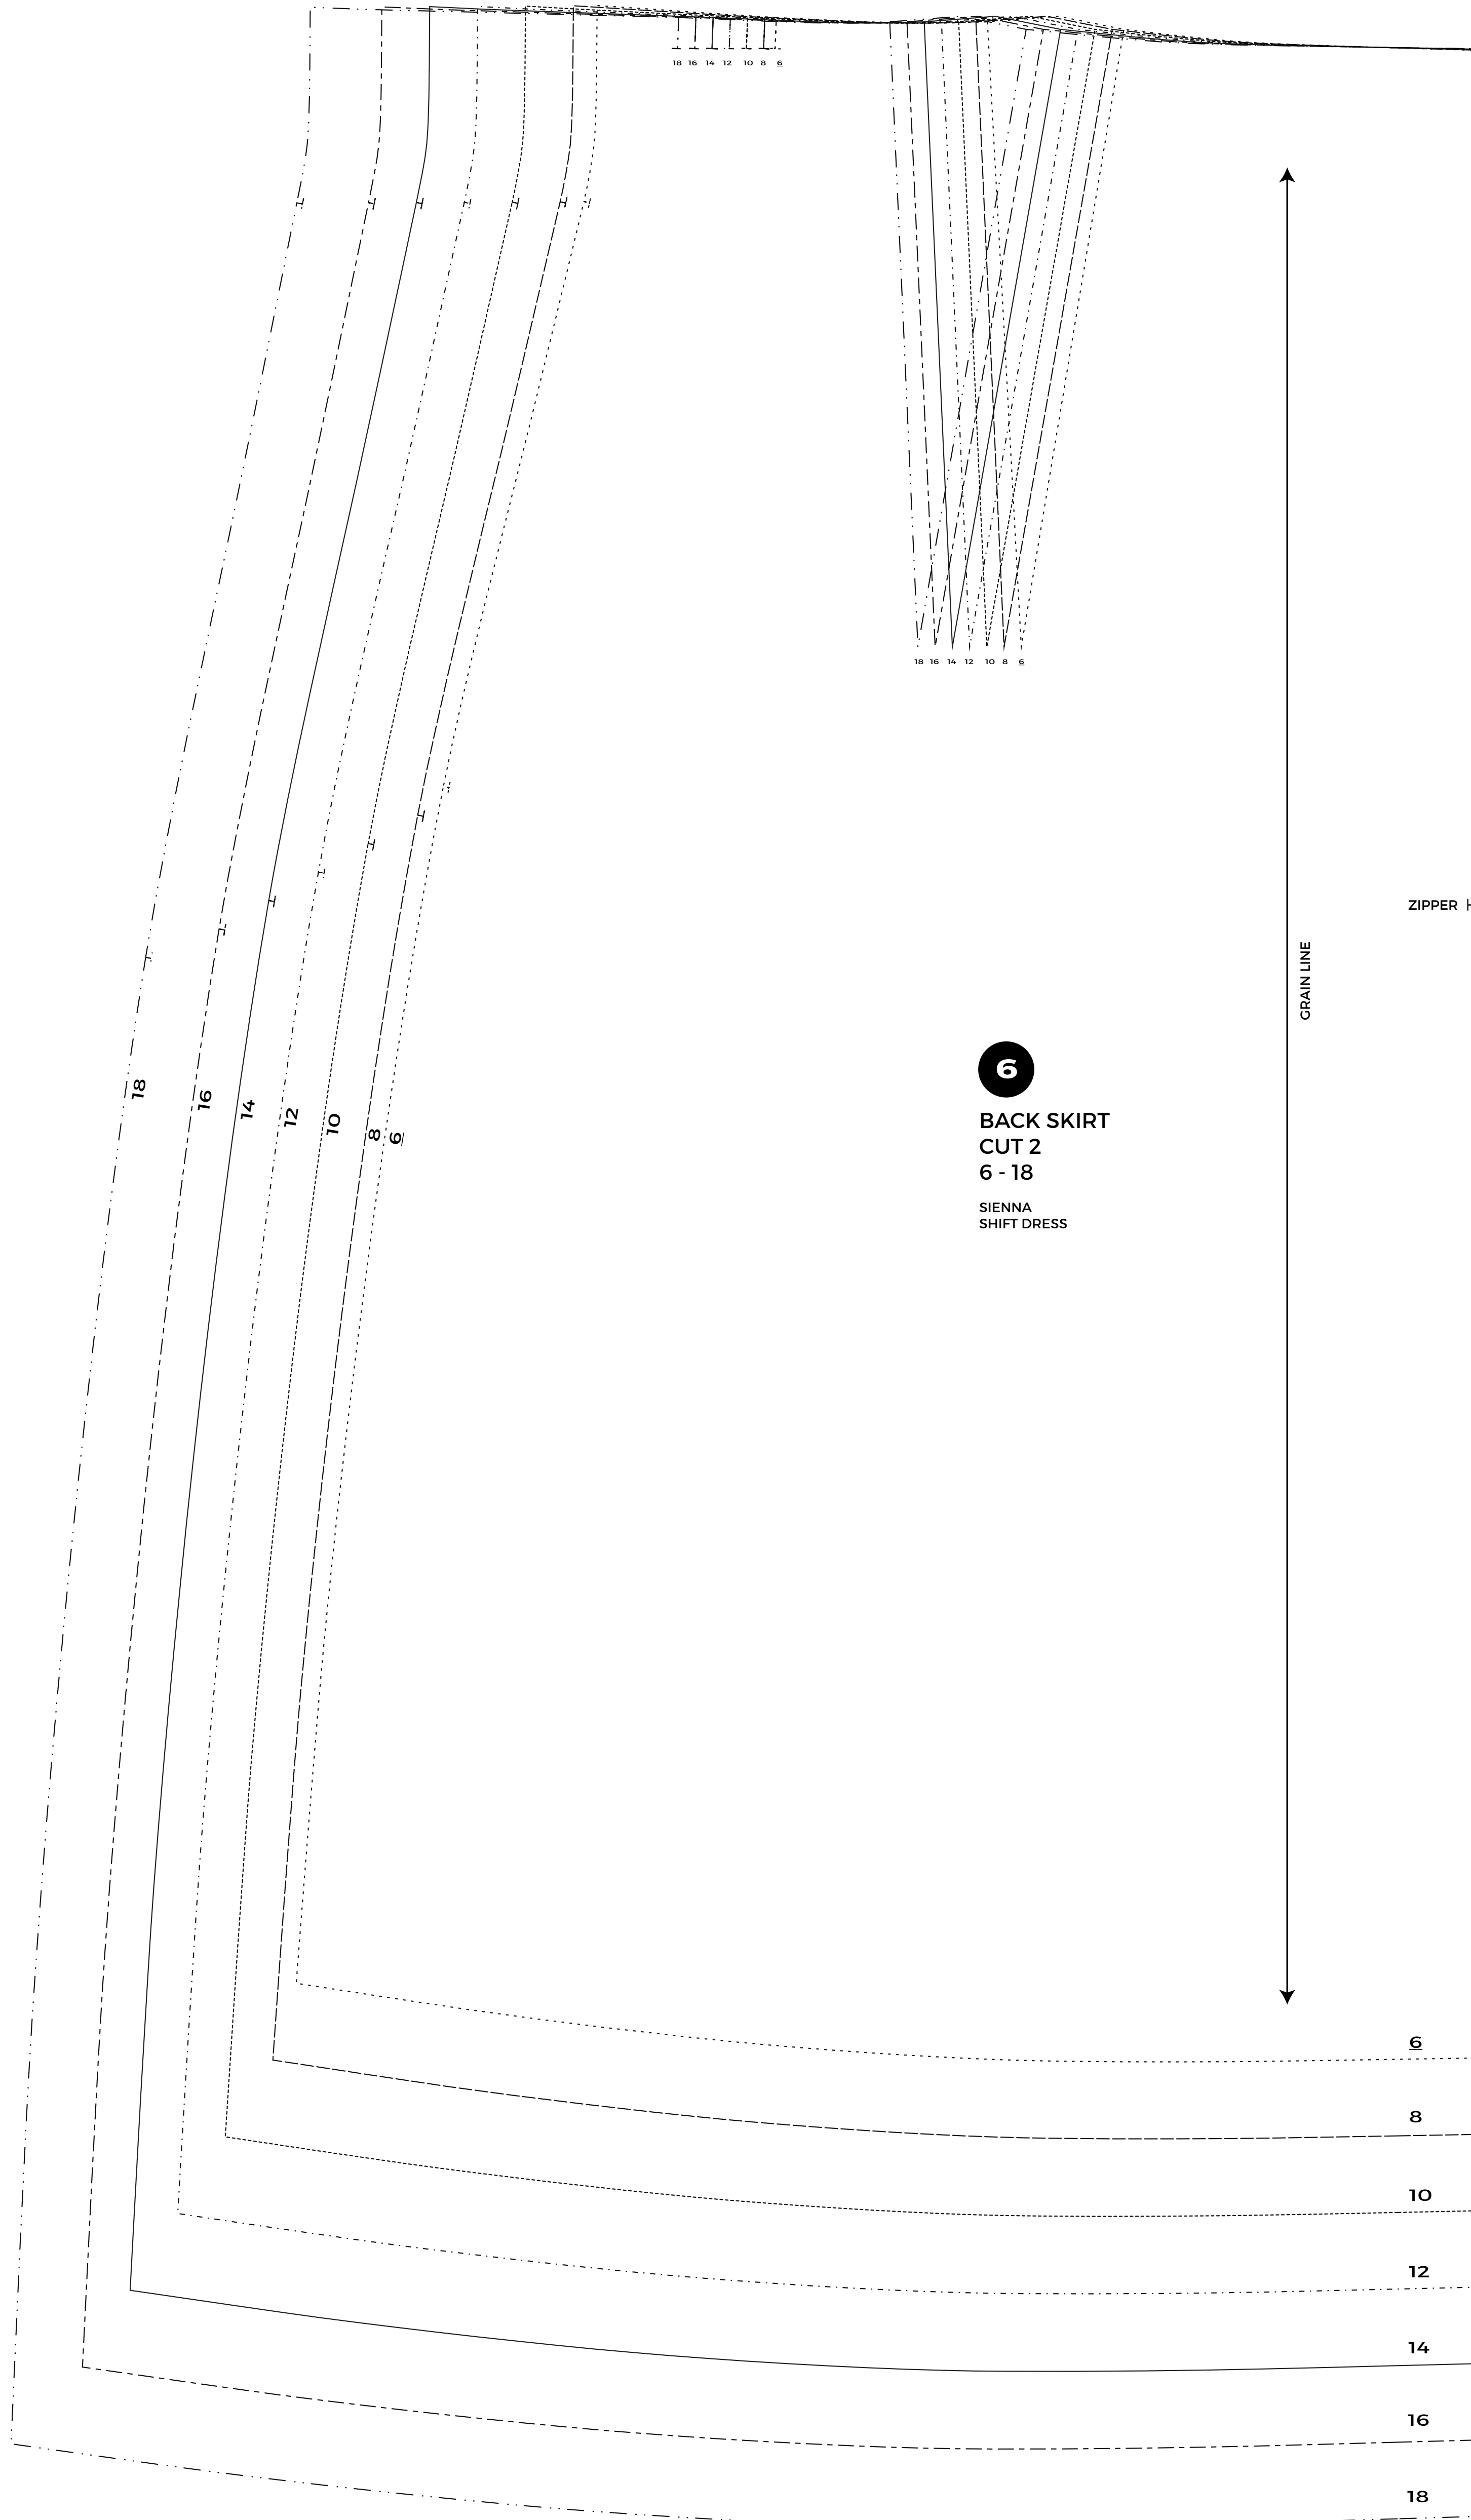 18 16 14 12 10 8 6
18 16 14 12 10 8 6
ZIPPER
GRAIN LINE
6
BACK SKIRT
CUT 2
6 - 18
SIENNA
SHIFT DRESS
18 16 14 12 10 8 6
6
8
10
12
14
16
18